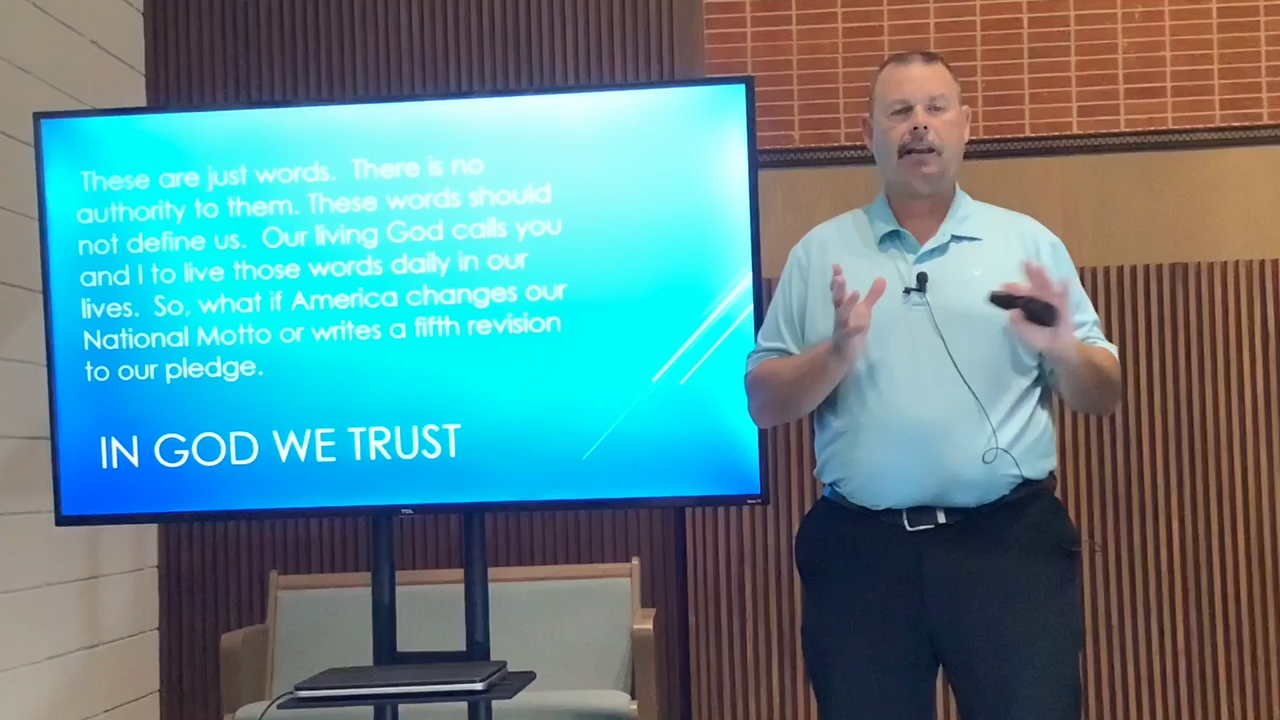 These are just words.  There is no
authority to them. These words should
not define us.  Our living God calls you
and I to live those words daily in our
lives.  So, what if America changes our
National Motto or writes a fifth revision
to our pledge.
IN GOD WE TRUST
TCL